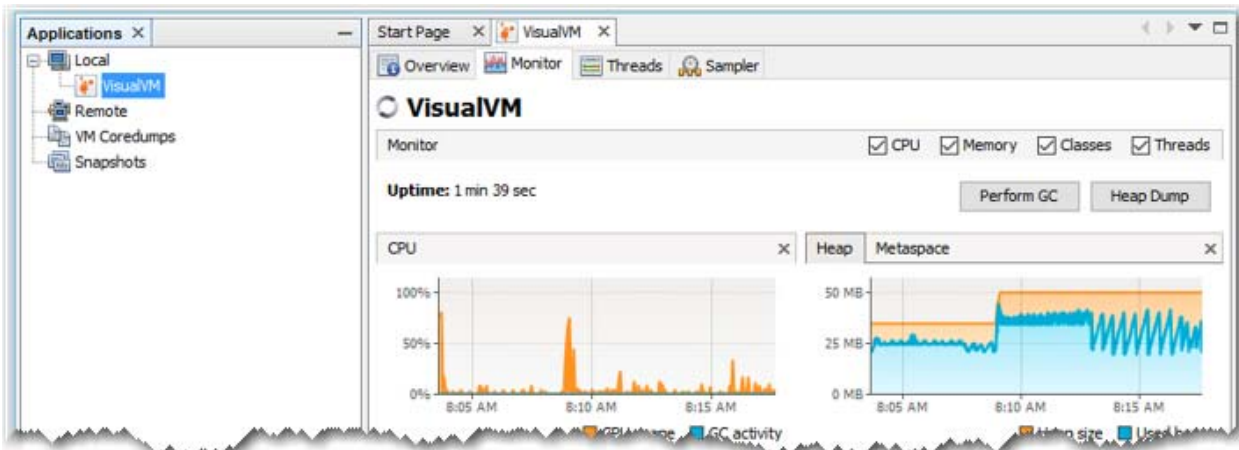 Applications
Start Page
VisualVM
Local
VisualVM
Remote
VM Coredumps
Snapshots
Overview
Monitor
Threads
Sampler
VisualVM
Monitor
CPU
Memory
Classes
Threads
Uptime: 1 min 39 sec
Perform GC
Heap Dump
CPU
Heap
Metaspace
100%
50%
0%
8:05 AM
8:10 AM
8:15 AM
50 MB
25 MB
0 MB
8:05 AM
8:10 AM
8:15 AM
GC activity
size